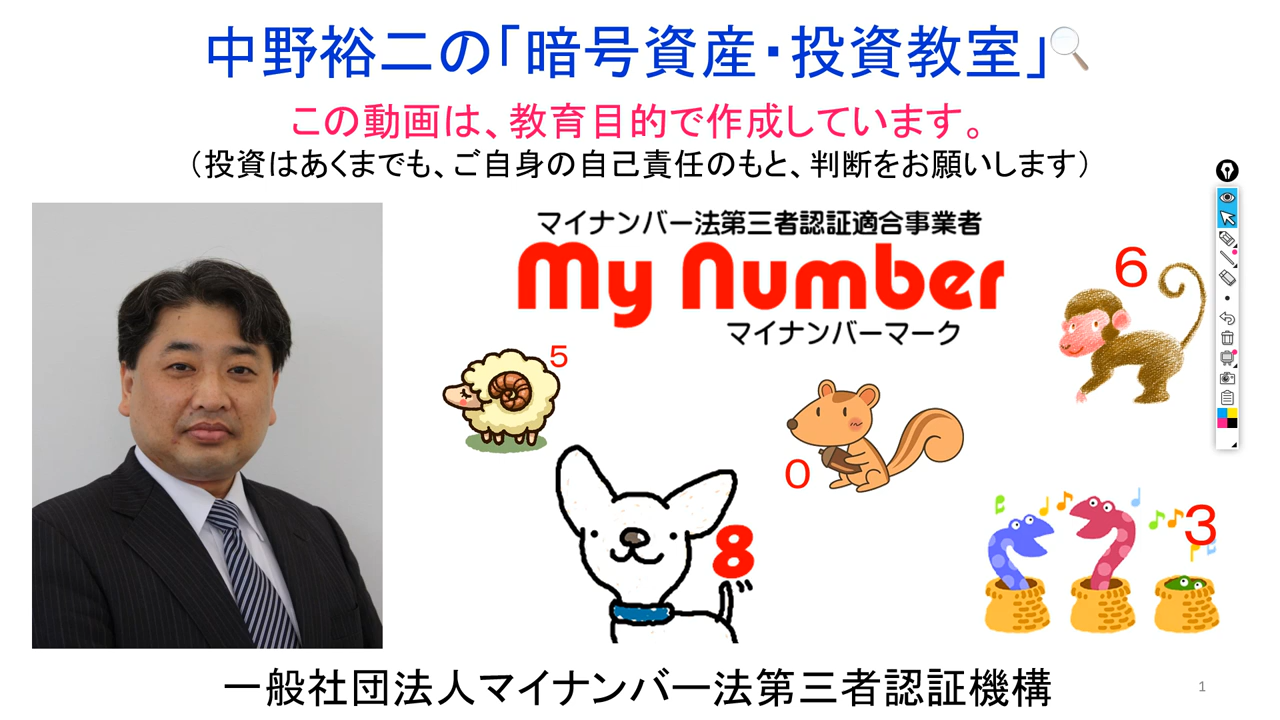 中野裕二の「暗号資産・投資教室」
この動画は、教育目的で作成しています。
（投資はあくまでも、ご自身の自己責任のもと、判断をお願いします）
マイナンバー法第三者認証適合事業者
My Number
マイナンバーマーク
6
5
0
8
3
一般社団法人マイナンバー法第三者認証機構
1